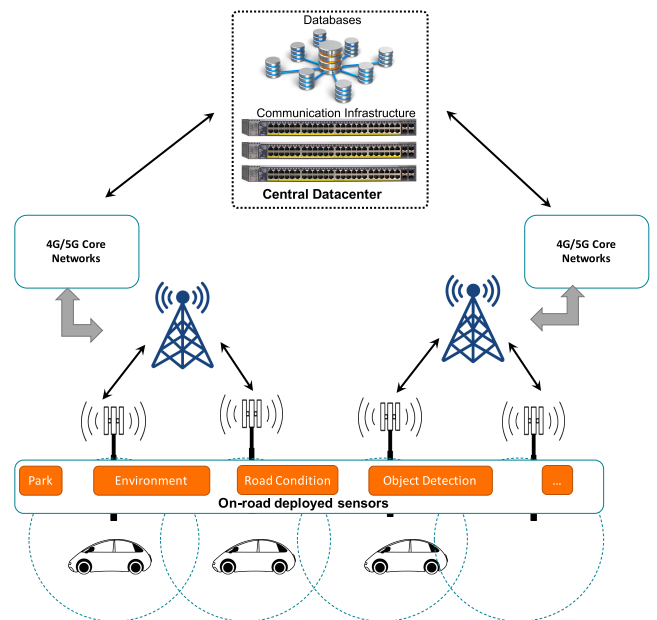 Databases
Communication Infrastructure
Central Datacenter
4G/5G Core
Networks
4G/5G Core
Networks
Park
Environment
Road Condition
Object Detection
...
On-road deployed sensors